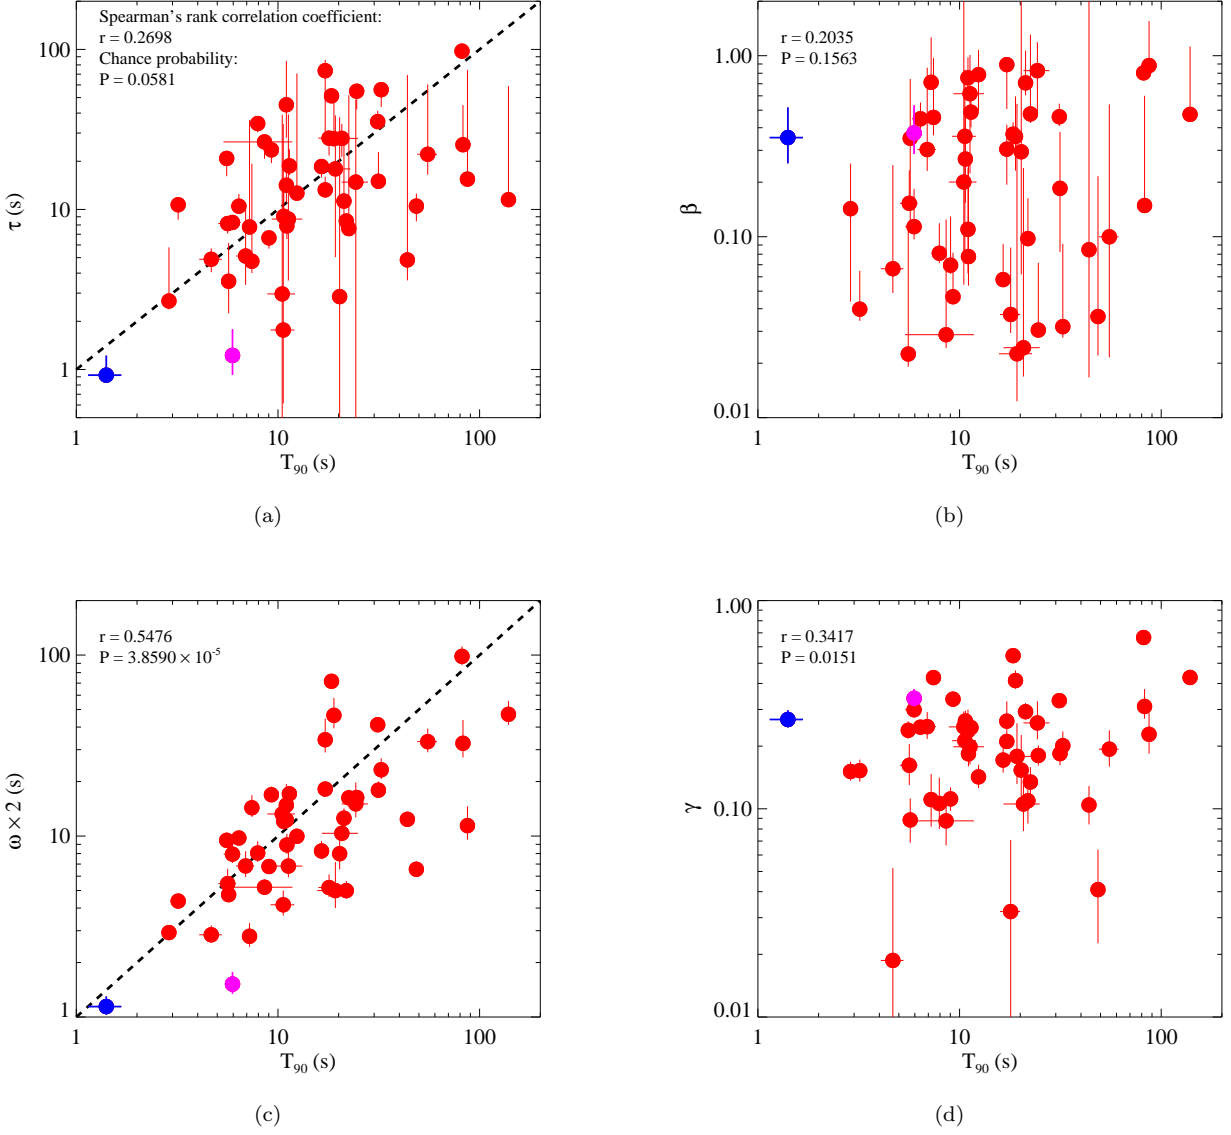 Spearman's rank correlation coefficient:
r = 0.2698
Chance probability:
P = 0.0581
100
10
1
τ (s)
1
10
100
T90 (s)
(a)
r = 0.2035
P = 0.1563
1.00
0.10
0.01
β
1
10
100
T90 (s)
(b)
r = 0.5476
P = 3.8590 × 10-5
100
10
1
ω × 2 (s)
1
10
100
T90 (s)
(c)
r = 0.3417
P = 0.0151
1.00
0.10
0.01
γ
1
10
100
T90 (s)
(d)